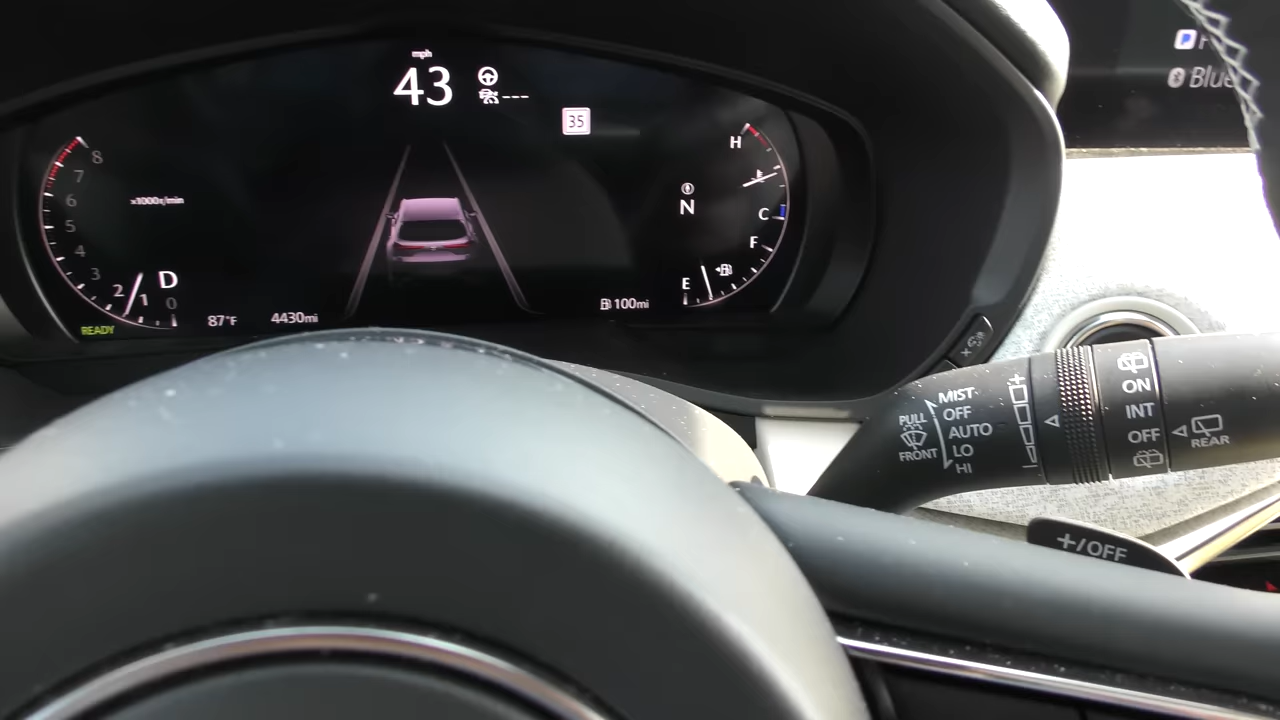 mph
43
---
35
8
7
6
5
4
3
2
1
0
x1000r/min
D
READY
87°F
4430mi
N
H
C
F
E
100mi
Blue
PULL
FRONT
MIST
OFF
AUTO
LO
HI
+
-
ON
INT
OFF
REAR
+/OFF